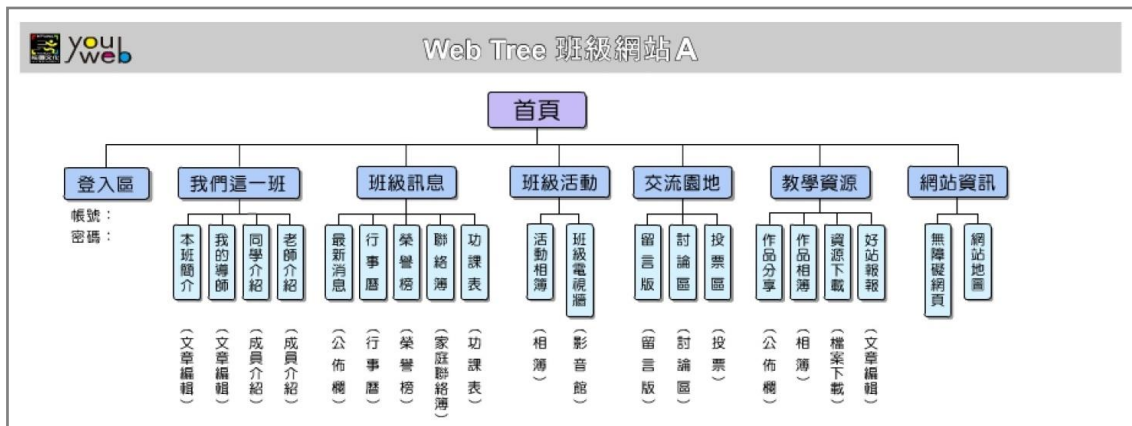 you web
Web Tree 班級網站A
首頁
登入區
帳號：
密碼：
我們這一班
本班簡介
我的導師
同學介紹
老師介紹
（文章編輯）
（文章編輯）
（成員介紹）
（成員介紹）
班級訊息
最新消息
行事曆
榮譽榜
聯絡簿
功課表
（公佈欄）
（行事曆）
（榮譽榜）
（家庭聯絡簿）
（功課表）
班級活動
活動相簿
班級電視牆
（相簿）
（影音館）
交流園地
留言版
討論區
投票區
（留言版）
（討論區）
（投票）
教學資源
作品分享
作品相簿
資源下載
好站報報
（公佈欄）
（相簿）
（檔案下載）
（文章編輯）
網站資訊
無障礙網頁
網站地圖